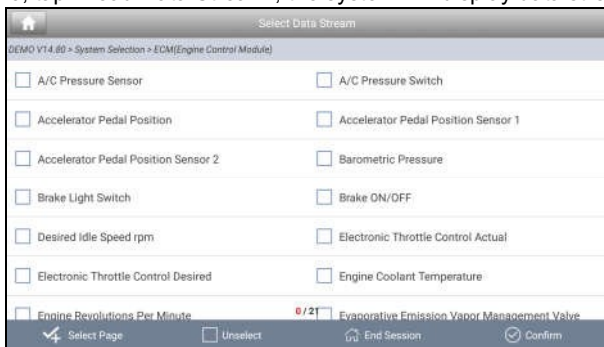 Select Data Stream
DEMO V14.80 > System Selection > ECM(Engine Control Module)
A/C Pressure Sensor
A/C Pressure Switch
Accelerator Pedal Position
Accelerator Pedal Position Sensor 1
Accelerator Pedal Position Sensor 2
Barometric Pressure
Brake Light Switch
Brake ON/OFF
Desired Idle Speed rpm
Electronic Throttle Control Actual
Electronic Throttle Control Desired
Engine Coolant Temperature
Engine Revolutions Per Minute
0/21
Evaporative Emission Vapor Management Valve
Select Page
Unselect
End Session
Confirm